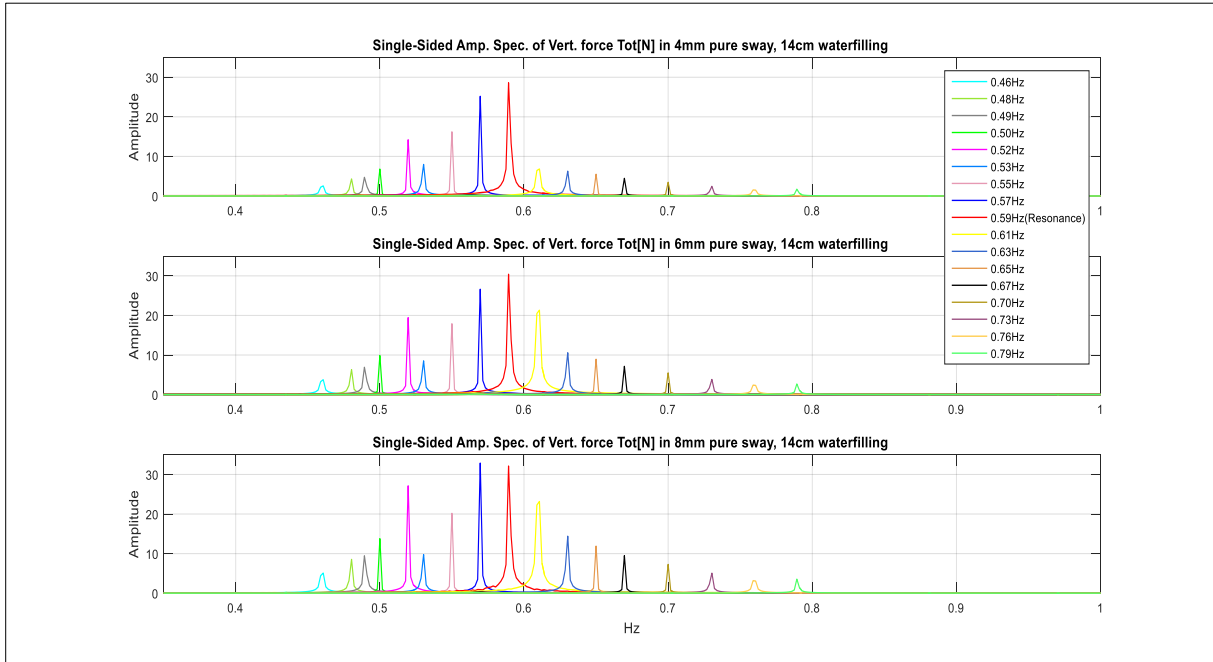 Single-Sided Amp. Spec. of Vert. force Tot[N] in 4mm pure sway, 14cm waterfilling
Amplitude
30
20
10
0
0.4 0.5 0.6 0.7 0.8 0.9 1
0.46Hz
0.48Hz
0.49Hz
0.50Hz
0.52Hz
0.53Hz
0.55Hz
0.57Hz
0.59Hz(Resonance)
0.61Hz
0.63Hz
0.65Hz
0.67Hz
0.70Hz
0.73Hz
0.76Hz
0.79Hz
Single-Sided Amp. Spec. of Vert. force Tot[N] in 6mm pure sway, 14cm waterfilling
Amplitude
30
20
10
0
0.4 0.5 0.6 0.7 0.8 0.9 1
Single-Sided Amp. Spec. of Vert. force Tot[N] in 8mm pure sway, 14cm waterfilling
Amplitude
30
20
10
0
0.4 0.5 0.6 0.7 0.8 0.9 1
Hz